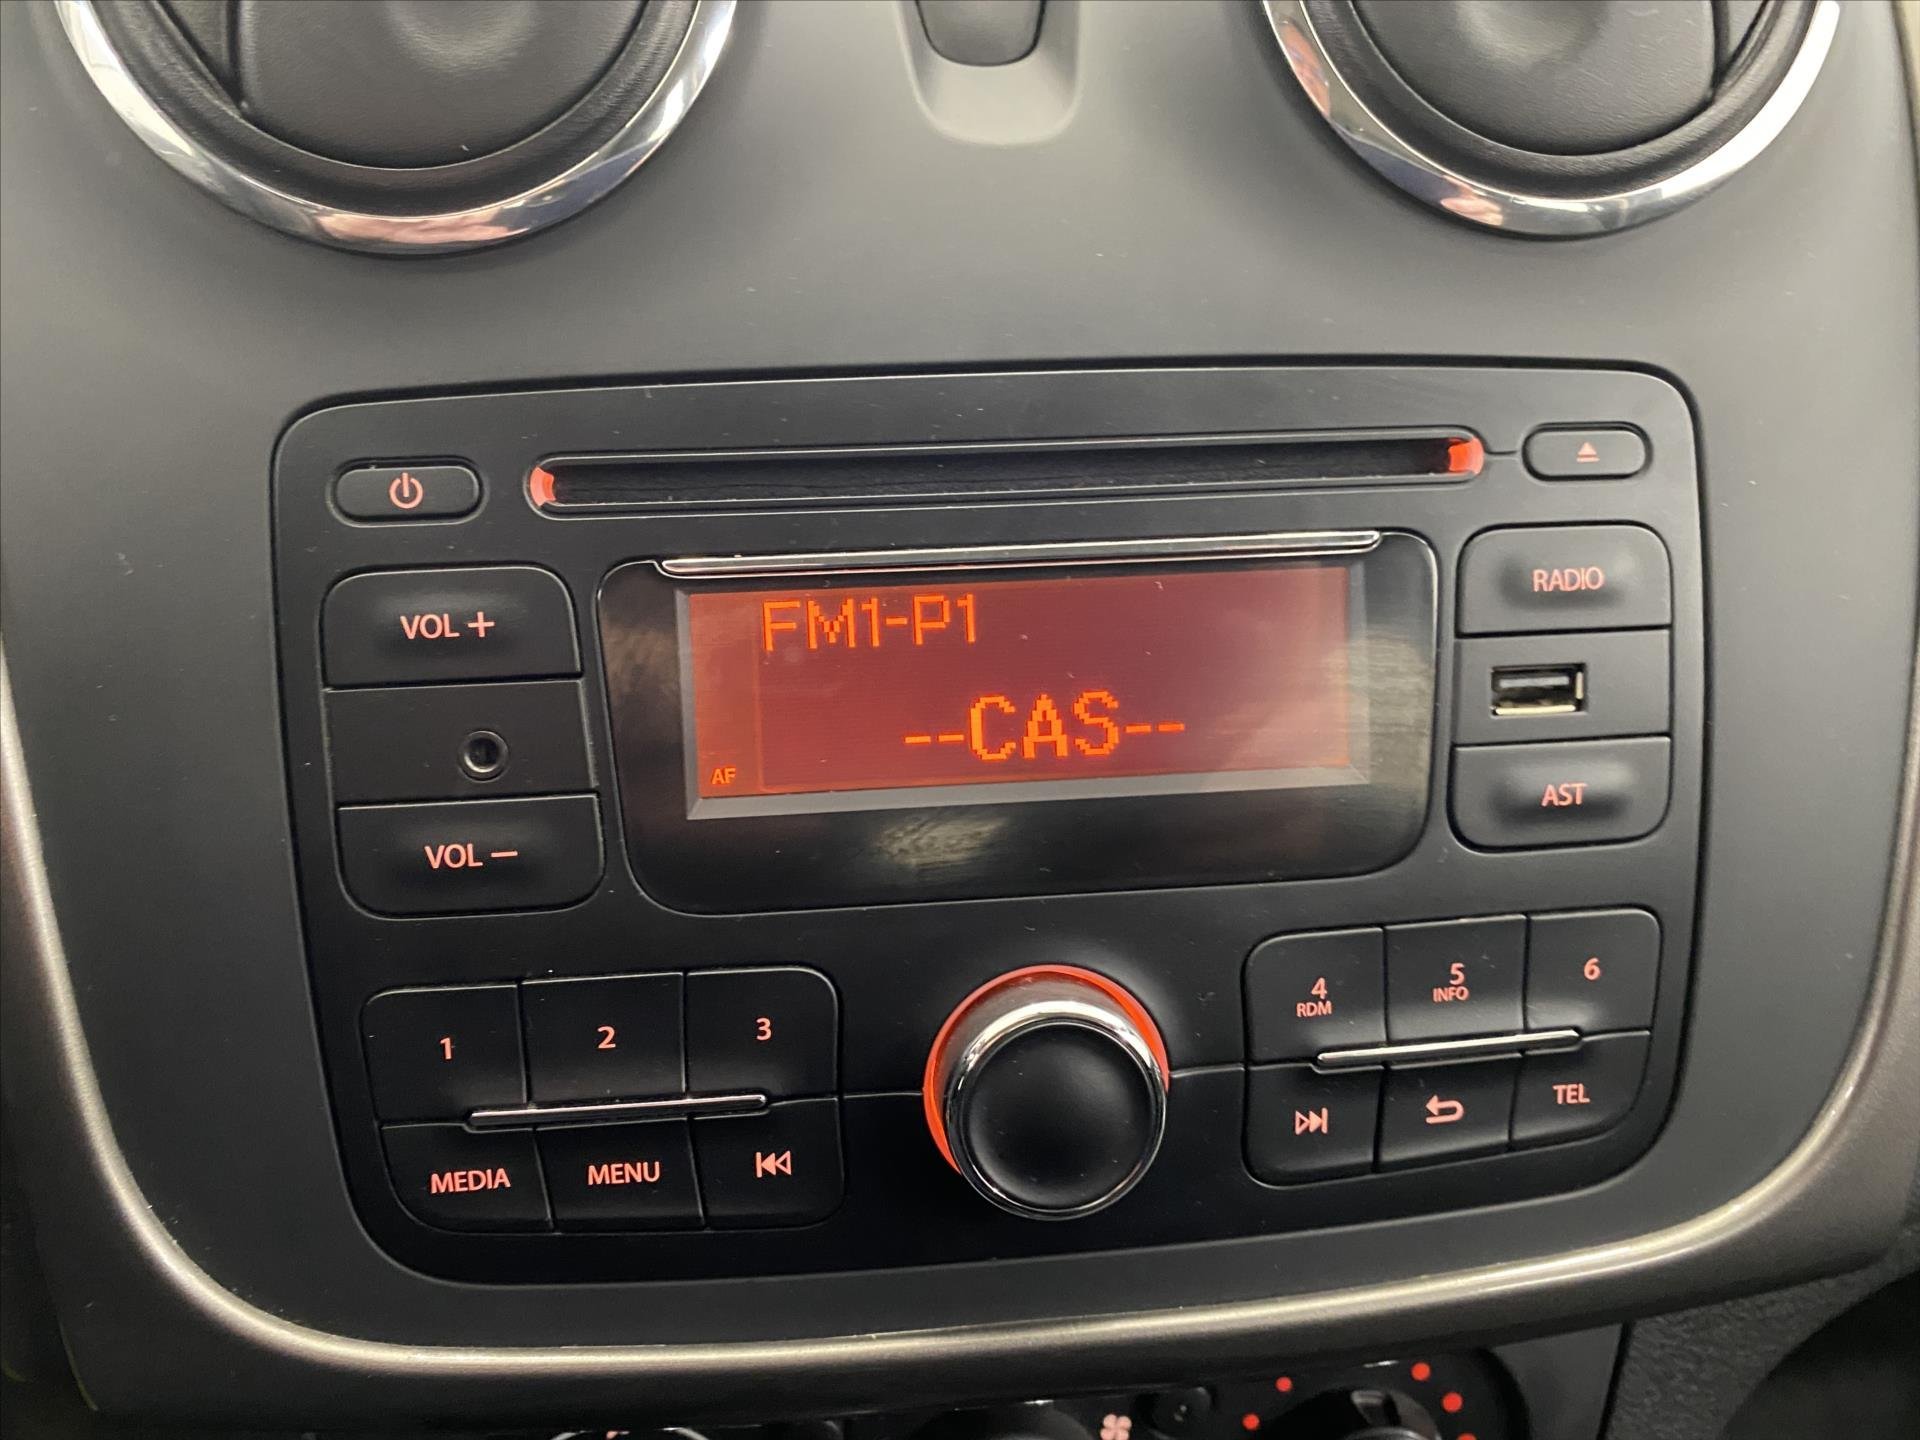 VOL +
VOL −
FM1-P1
--CAS--
AF
RADIO
AST
1
2
3
MEDIA
MENU
4
RDM
5
INFO
6
TEL